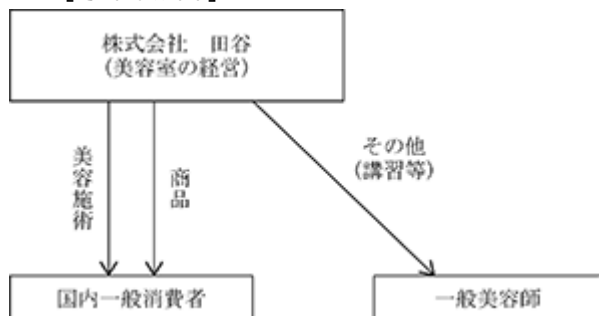 株式会社 田谷
(美容室の経営)
美容施術
商品
その他
(講習等)
国内一般消費者
一般美容師